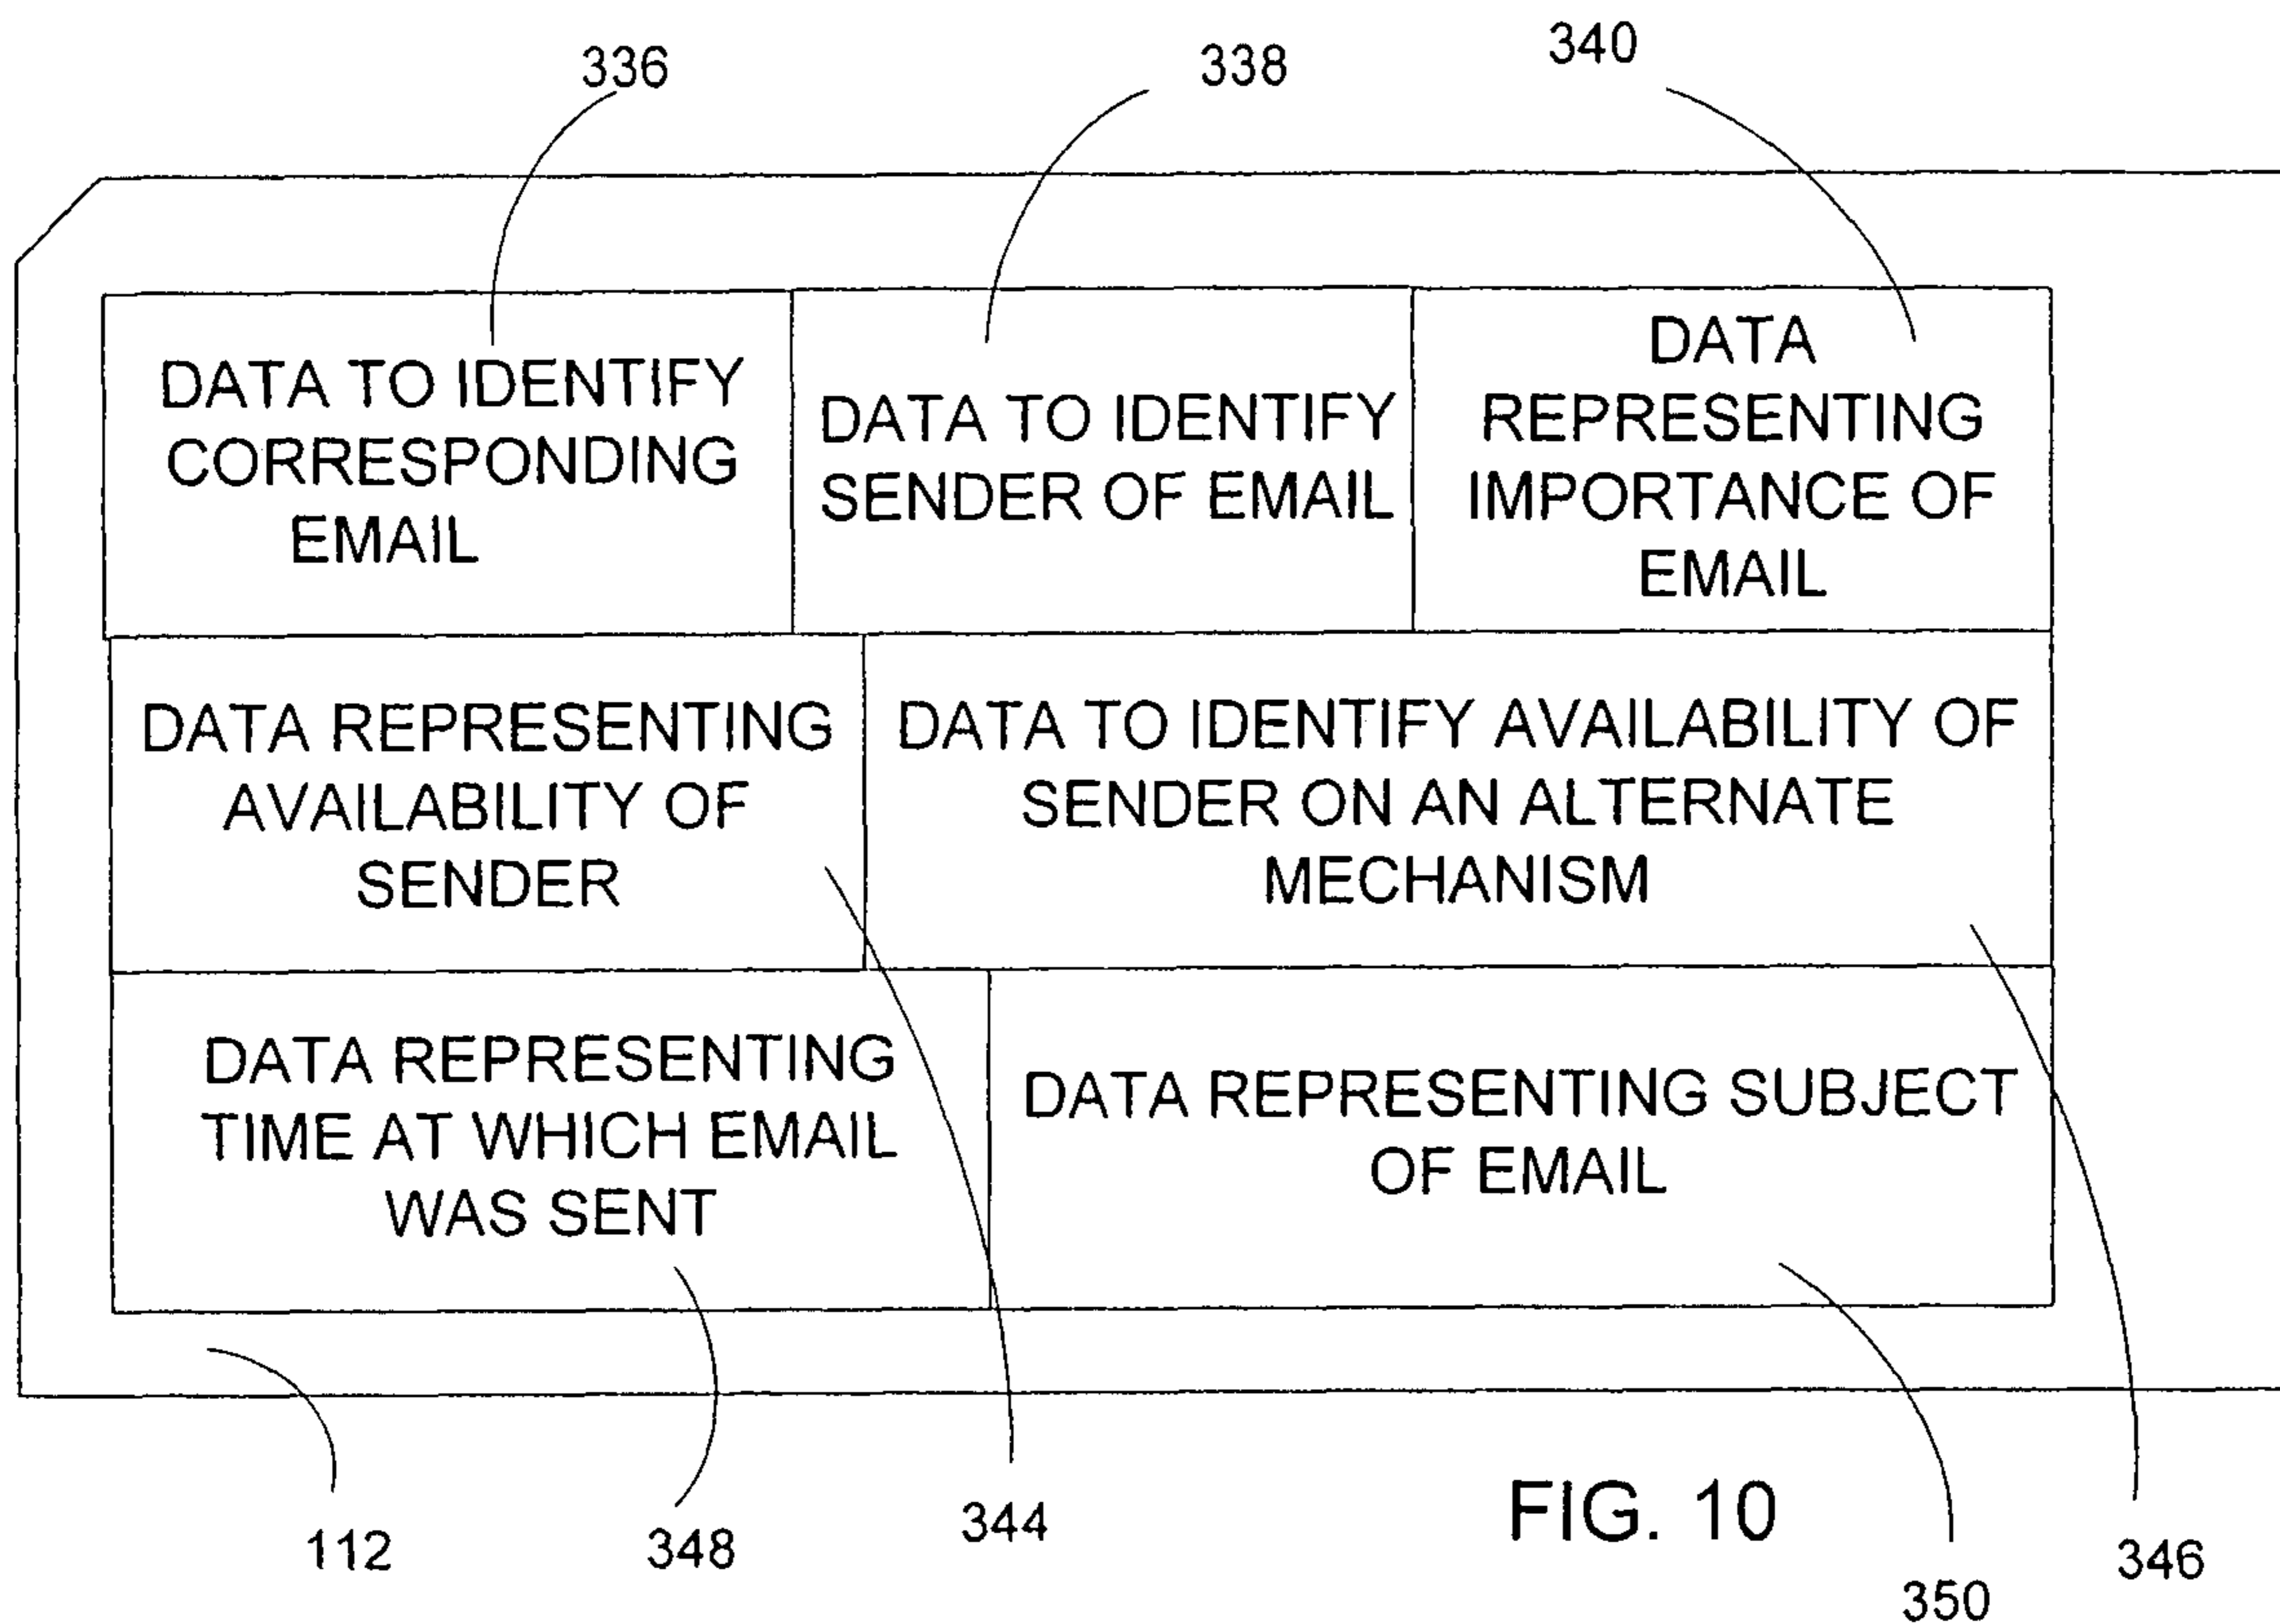 336
338
340
DATA TO IDENTIFY
CORRESPONDING
EMAIL
DATA TO IDENTIFY
SENDER OF EMAIL
DATA
REPRESENTING
IMPORTANCE OF
EMAIL
DATA REPRESENTING
AVAILABILITY OF
SENDER
DATA TO IDENTIFY AVAILABILITY OF
SENDER ON AN ALTERNATE
MECHANISM
DATA REPRESENTING
TIME AT WHICH EMAIL
WAS SENT
DATA REPRESENTING SUBJECT
OF EMAIL
112
348
344
FIG. 10
350
346